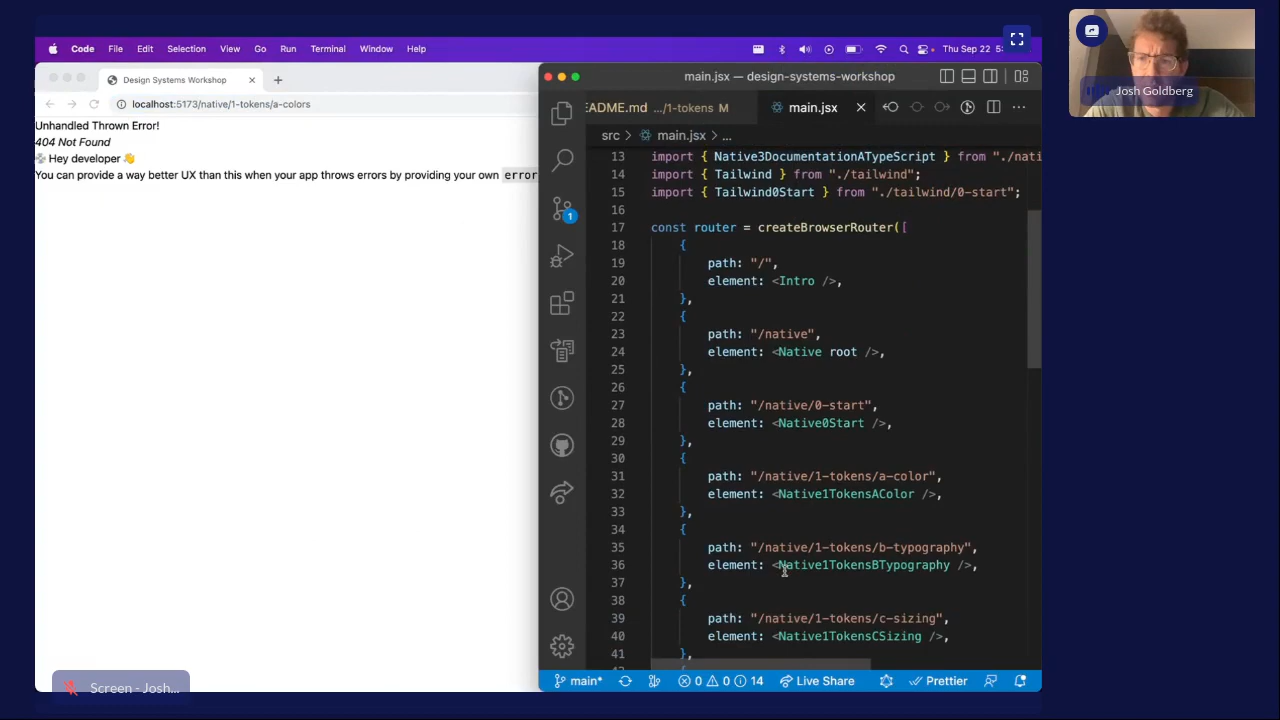 Code File Edit Selection View Go Run Terminal Window Help
Thu Sep 22 5:
Design Systems Workshop
localhost:5173/native/1-tokens/a-colors
Unhandled Thrown Error!
404 Not Found
💿 Hey developer 👋
You can provide a way better UX than this when your app throws errors by providing your own error
main.jsx — design-systems-workshop
EADME.md .../1-tokens M
main.jsx
src > main.jsx > ...
13 import { Native3DocumentationATypeScript } from "./nati
14 import { Tailwind } from "./tailwind";
15 import { Tailwind0Start } from "./tailwind/0-start";
16
17 const router = createBrowserRouter([
18 {
19 path: "/",
20 element: <Intro />,
21 },
22 {
23 path: "/native",
24 element: <Native root />,
25 },
26 {
27 path: "/native/0-start",
28 element: <Native0Start />,
29 },
30 {
31 path: "/native/1-tokens/a-color",
32 element: <Native1TokensAColor />,
33 },
34 {
35 path: "/native/1-tokens/b-typography",
36 element: <Native1TokensBTypography />,
37 },
38 {
39 path: "/native/1-tokens/c-sizing",
40 element: <Native1TokensCSizing />,
41 },
1
main* 0 0 14 Live Share Prettier
Screen - Josh...
Josh Goldberg